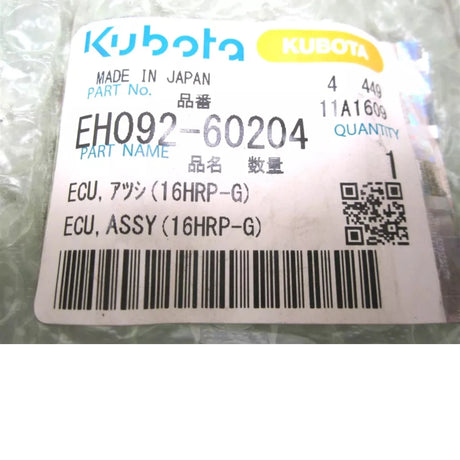 Kubota KUBOTA
MADE IN JAPAN 4 449
PART No. 品番 11A1609
EH092-60204 QUANTITY
PART NAME 品名 数量 1
ECU,アツシ(16HRP-G)
ECU,ASSY(16HRP-G)